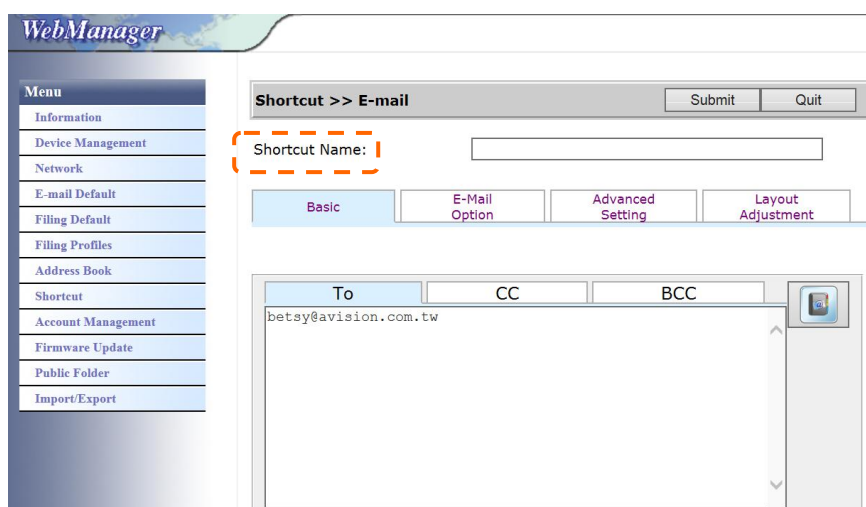 WebManager
Menu
Information
Device Management
Network
E-mail Default
Filing Default
Filing Profiles
Address Book
Shortcut
Account Management
Firmware Update
Public Folder
Import/Export
Shortcut >> E-mail
Submit
Quit
Shortcut Name:
Basic
E-Mail
Option
Advanced
Setting
Layout
Adjustment
To
CC
BCC
betsy@avision.com.tw